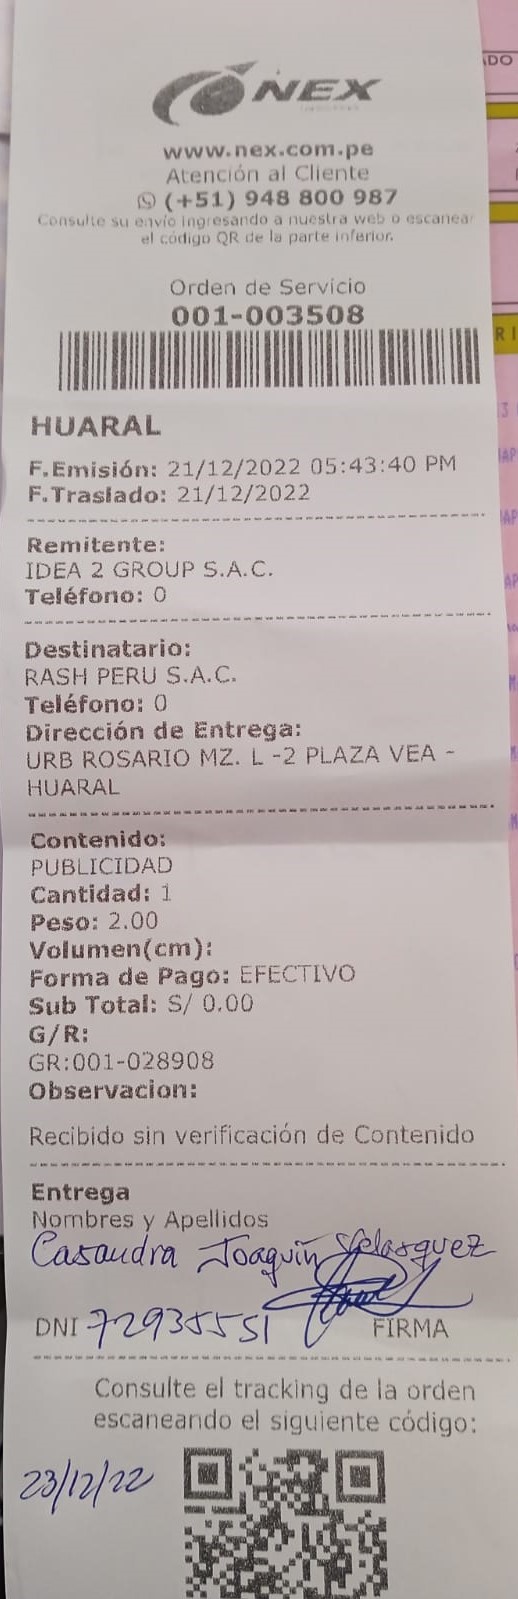 NEX
www.nex.com.pe
Atención al Cliente
(+51) 948 800 987
Consulte su envío ingresando a nuestra web o escanear
el código QR de la parte inferior.
Orden de Servicio
001-003508
HUARAL
F.Emisión: 21/12/2022 05:43:40 PM
F.Traslado: 21/12/2022
Remitente:
IDEA 2 GROUP S.A.C.
Teléfono: 0
Destinatario:
RASH PERU S.A.C.
Teléfono: 0
Dirección de Entrega:
URB ROSARIO MZ. L -2 PLAZA VEA -
HUARAL
Contenido:
PUBLICIDAD
Cantidad: 1
Peso: 2.00
Volumen(cm):
Forma de Pago: EFECTIVO
Sub Total: S/ 0.00
G/R:
GR:001-028908
Observacion:
Recibido sin verificación de Contenido
Entrega
Nombres y Apellidos
Casandra Joaquín Velasquez
DNI 72935551 FIRMA
Consulte el tracking de la orden
escaneando el siguiente código:
23/12/22